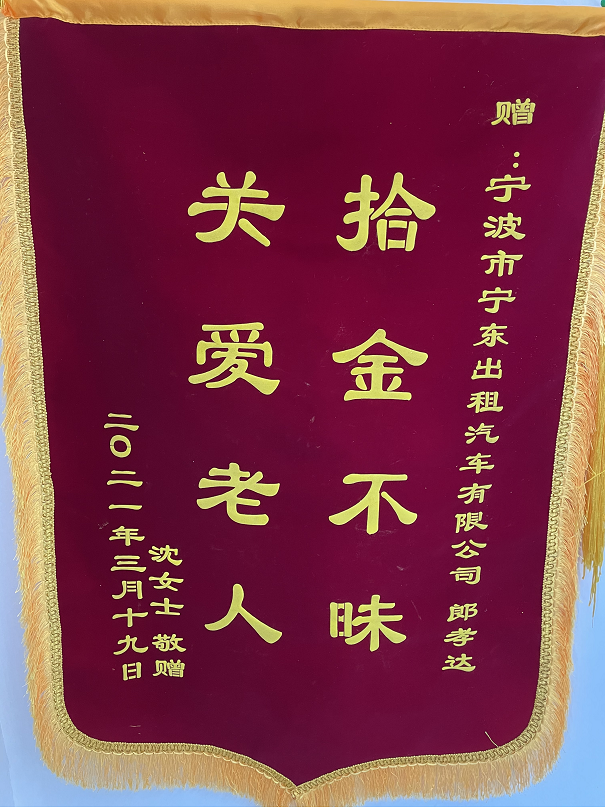 赠：宁波市宁东出租汽车有限公司 郎孝达
拾金不昧
关爱老人
沈女士 敬赠
二〇二一年三月十九日